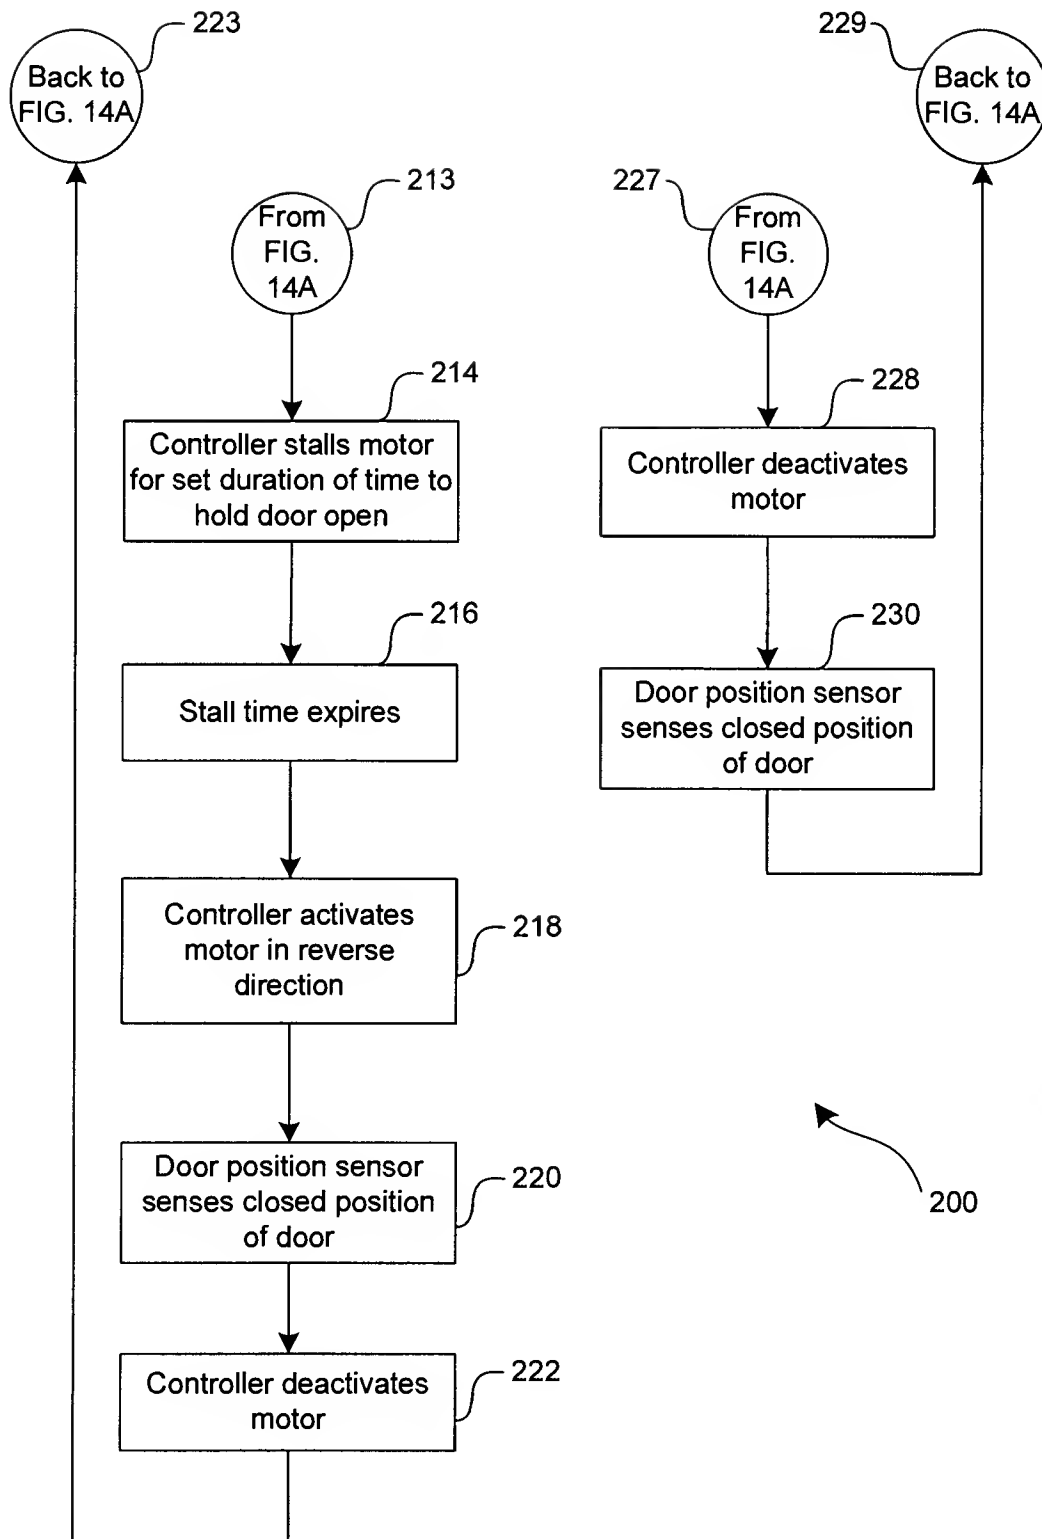 223
Back to
FIG. 14A
229
Back to
FIG. 14A
213
From
FIG.
14A
227
From
FIG.
14A
214
Controller stalls motor
for set duration of time to
hold door open
228
Controller deactivates
motor
216
Stall time expires
230
Door position sensor
senses closed position
of door
Controller activates
motor in reverse
direction
218
Door position sensor
senses closed position
of door
220
200
Controller deactivates
motor
222